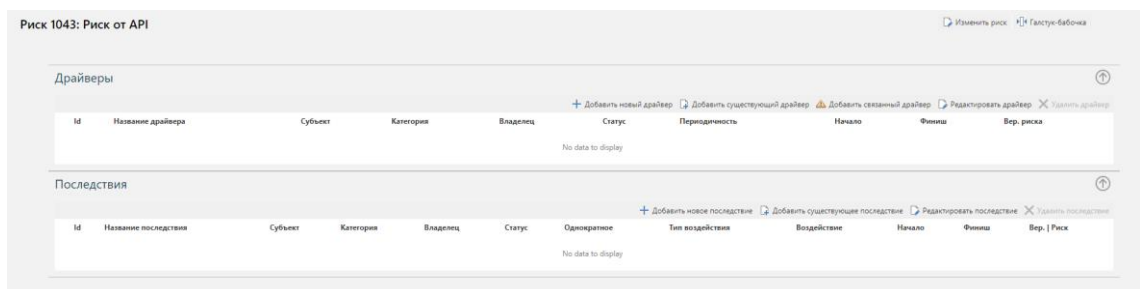 Риск 1043: Риск от API Изменить риск Галстук-бабочка
Драйверы
Добавить новый драйвер Добавить существующий драйвер Добавить связанный драйвер Редактировать драйвер Удалить драйвер
Id Название драйвера Субъект Категория Владелец Статус Периодичность Начало Финиш Вер. риска
No data to display
Последствия
Добавить новое последствие Добавить существующее последствие Редактировать последствие Удалить последствие
Id Название последствия Субъект Категория Владелец Статус Однократное Тип воздействия Воздействие Начало Финиш Вер. | Риск
No data to display